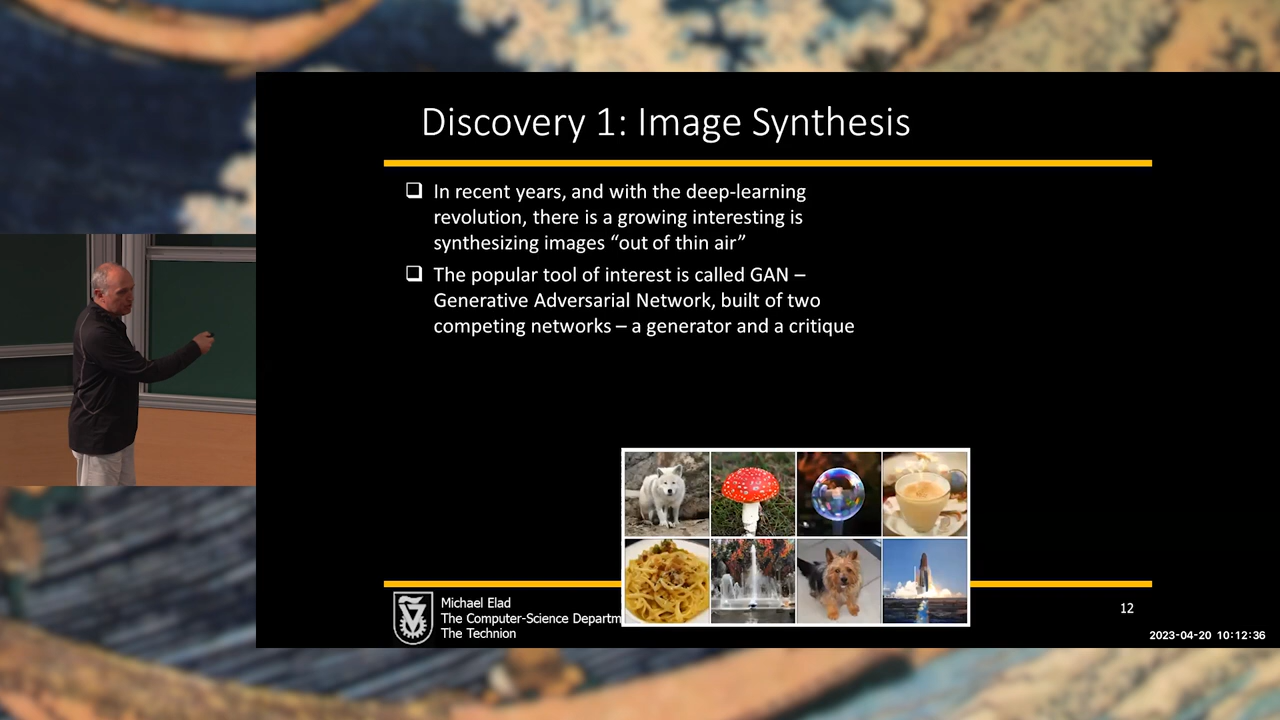 Discovery 1: Image Synthesis
❑ In recent years, and with the deep-learning
revolution, there is a growing interesting is
synthesizing images “out of thin air”
❑ The popular tool of interest is called GAN –
Generative Adversarial Network, built of two
competing networks – a generator and a critique
Michael Elad
The Computer-Science Departm
The Technion
12
2023-04-20 10:12:36